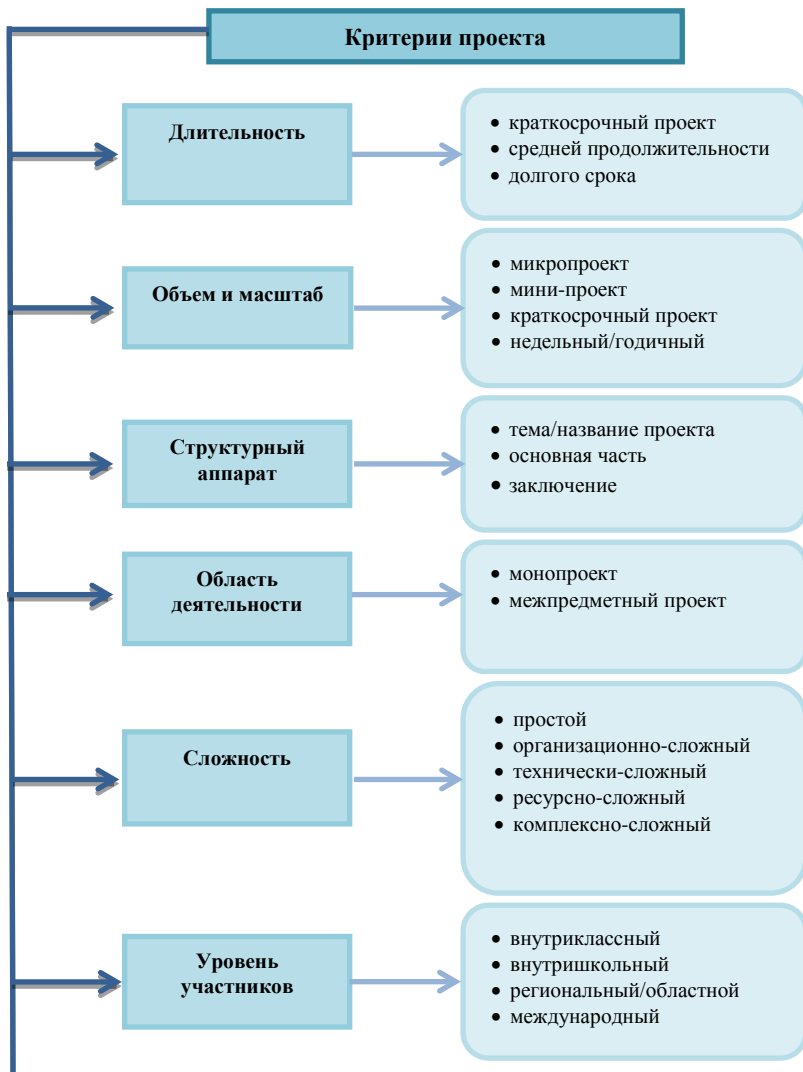 Критерии проекта
Длительность
• краткосрочный проект
• средней продолжительности
• долгого срока
Объем и масштаб
• микропроект
• мини-проект
• краткосрочный проект
• недельный/годичный
Структурный
аппарат
• тема/название проекта
• основная часть
• заключение
Область
деятельности
• монопроект
• межпредметный проект
Сложность
• простой
• организационно-сложный
• технически-сложный
• ресурсно-сложный
• комплексно-сложный
Уровень
участников
• внутриклассный
• внутришкольный
• региональный/областной
• международный